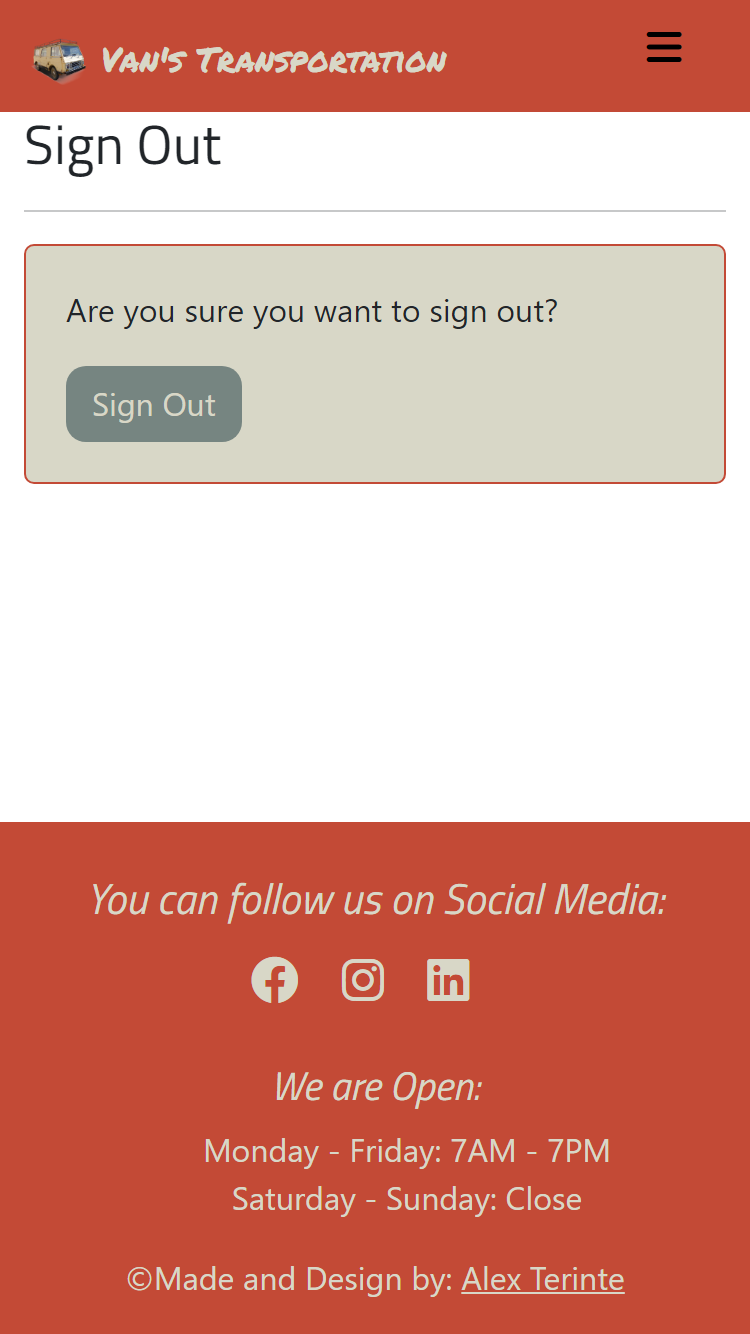 Van's Transportation
Sign Out
Are you sure you want to sign out?
Sign Out
You can follow us on Social Media:
We are Open:
Monday - Friday: 7AM - 7PM
Saturday - Sunday: Close
©Made and Design by: Alex Terinte